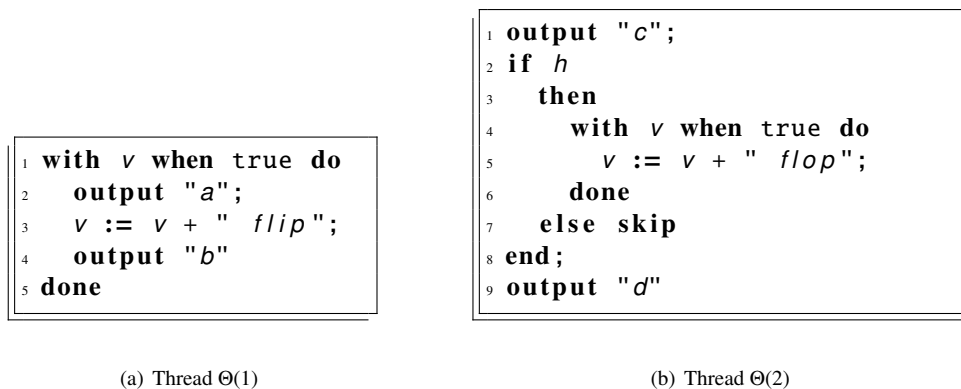 1 with v when true do
2 output "a";
3 v := v + " flip";
4 output "b"
5 done
(a) Thread Θ(1)
1 output "c";
2 if h
3 then
4 with v when true do
5 v := v + " flop";
6 done
7 else skip
8 end;
9 output "d"
(b) Thread Θ(2)